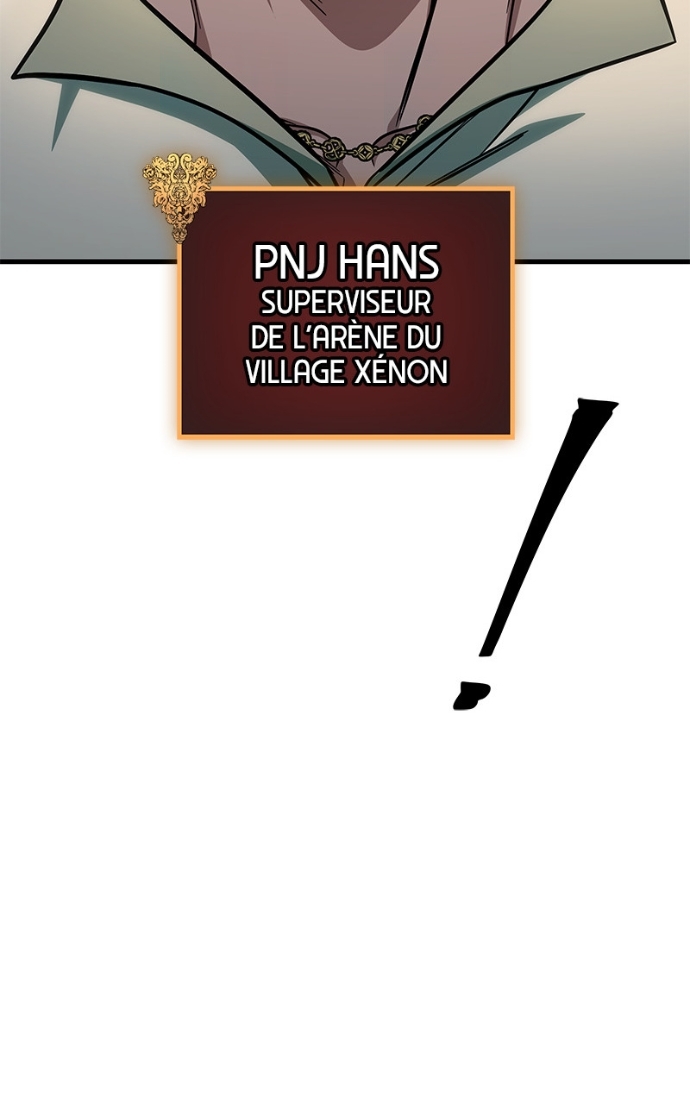 PNJ HANS
SUPERVISEUR
DE L'ARÈNE DU
VILLAGE XÉNON
!